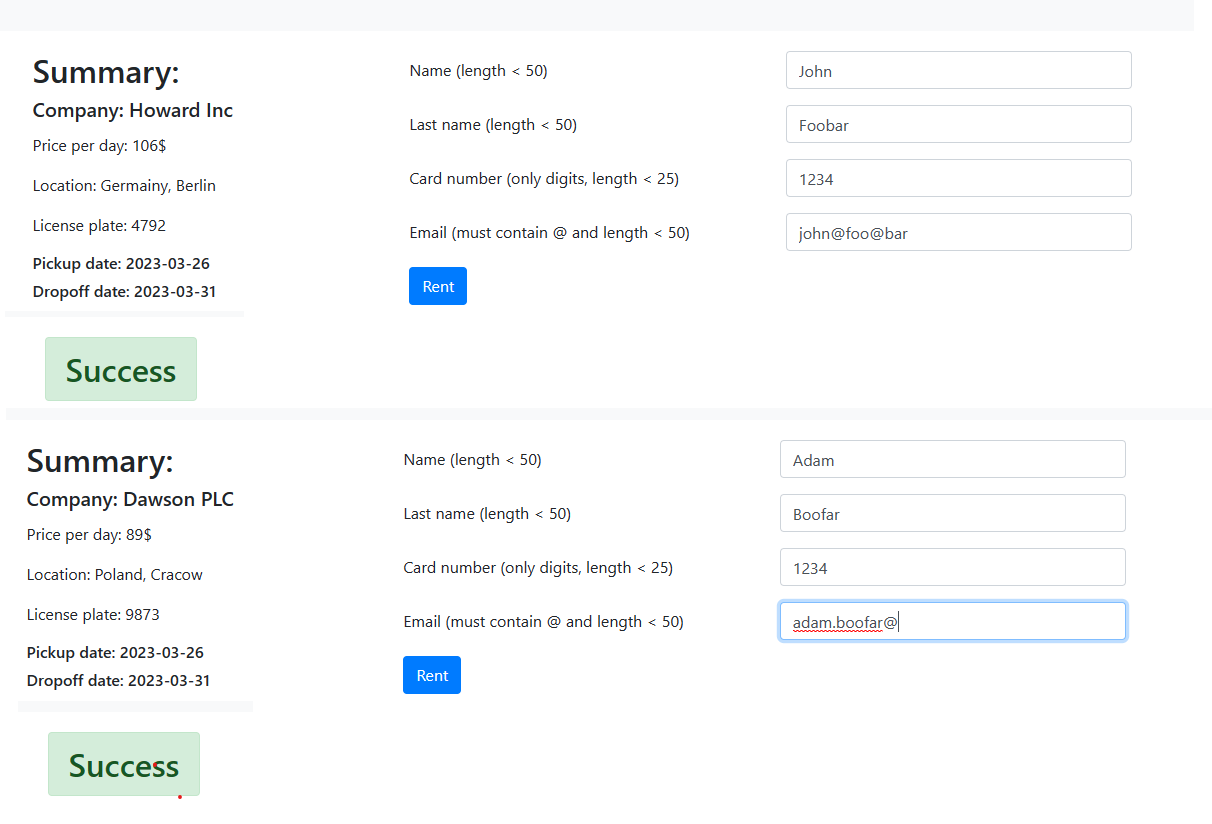 Summary:
Company: Howard Inc
Price per day: 106$
Location: Germainy, Berlin
License plate: 4792
Pickup date: 2023-03-26
Dropoff date: 2023-03-31
Name (length < 50)
John
Last name (length < 50)
Foobar
Card number (only digits, length < 25)
1234
Email (must contain @ and length < 50)
john@foo@bar
Rent
Success
Summary:
Company: Dawson PLC
Price per day: 89$
Location: Poland, Cracow
License plate: 9873
Pickup date: 2023-03-26
Dropoff date: 2023-03-31
Name (length < 50)
Adam
Last name (length < 50)
Boofar
Card number (only digits, length < 25)
1234
Email (must contain @ and length < 50)
adam.boofar@
Rent
Success